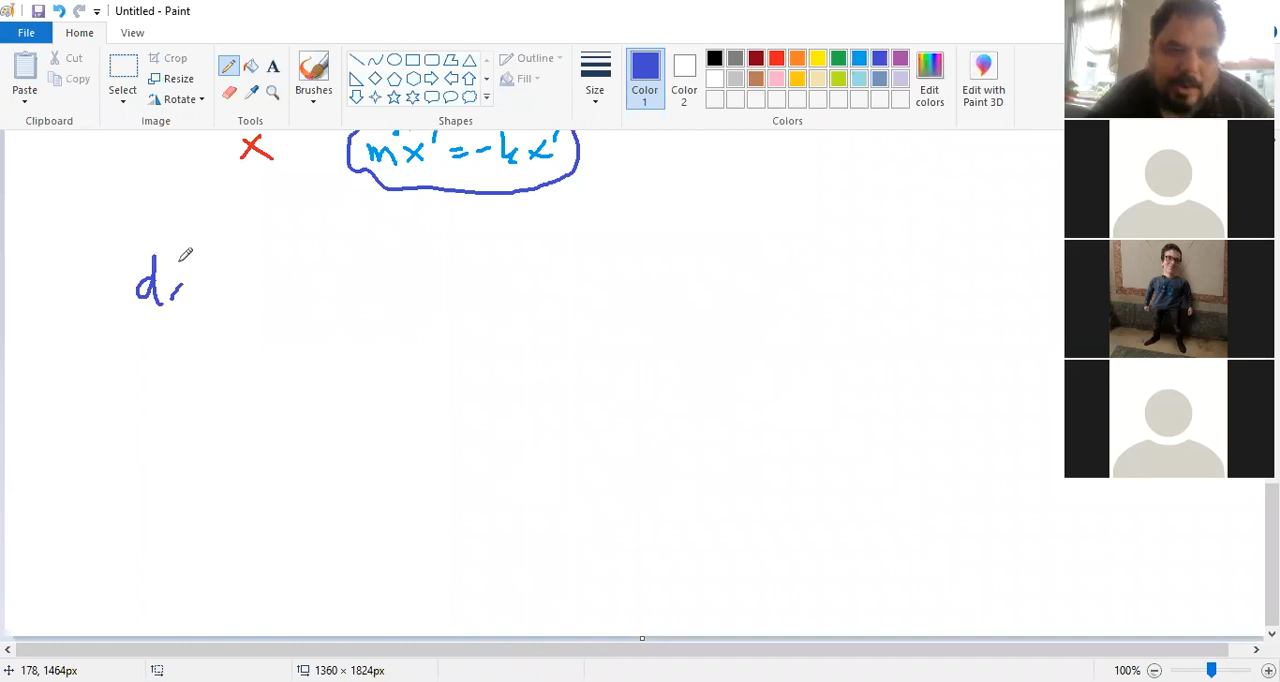 Untitled - Paint
File Home View
Paste
Cut
Copy
Clipboard
Select
Crop
Resize
Rotate
Image
A
Tools
Brushes
Outline
Fill
Shapes
Size
Color 1
Color 2
Edit colors
Edit with Paint 3D
Colors
x
mẍ' = -kx'
d
178, 1464px
1360 × 1824px
100%